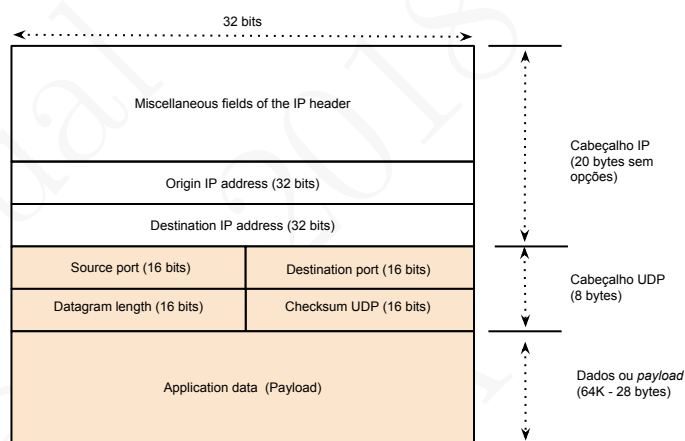 32 bits
Miscellaneous fields of the IP header
Cabeçalho IP
(20 bytes sem
opções)
Origin IP address (32 bits)
Destination IP address (32 bits)
Source port (16 bits)
Destination port (16 bits)
Cabeçalho UDP
(8 bytes)
Datagram length (16 bits)
Checksum UDP (16 bits)
Application data (Payload)
Dados ou payload
(64K - 28 bytes)
2018